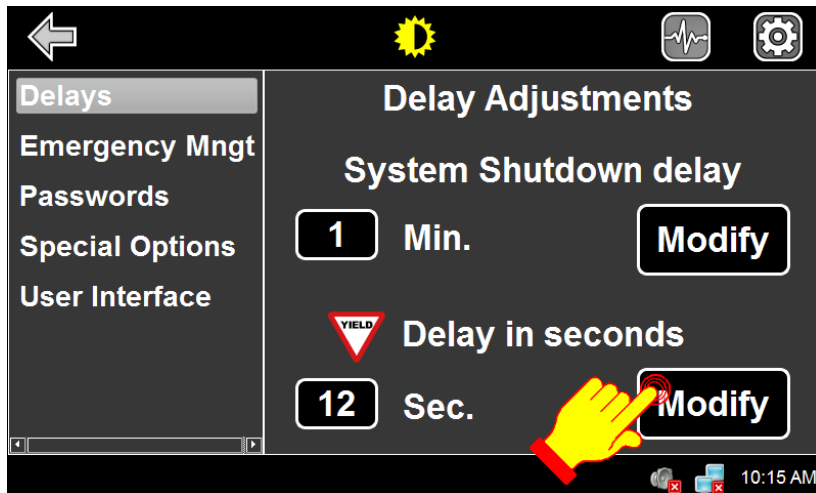 Delays
Emergency Mngt
Passwords
Special Options
User Interface
Delay Adjustments
System Shutdown delay
1 Min. Modify
YIELD Delay in seconds
12 Sec. Modify
10:15 AM